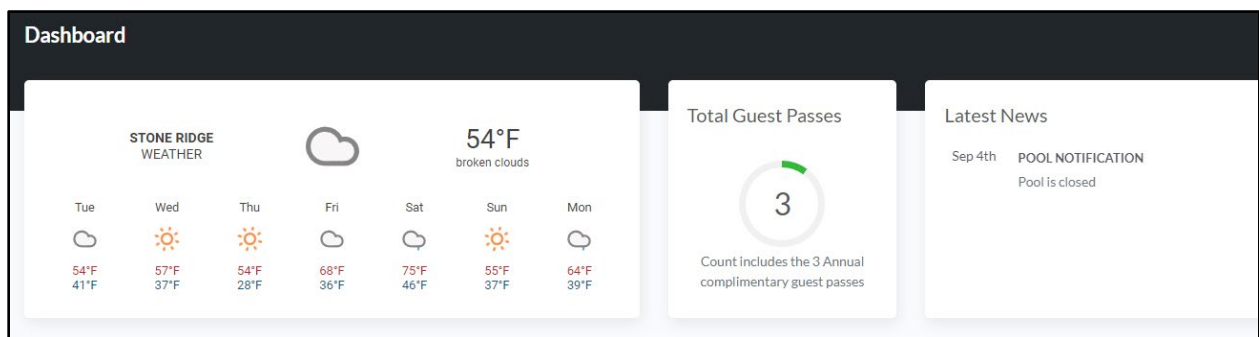 Dashboard
STONE RIDGE
WEATHER
54°F
broken clouds
Tue Wed Thu Fri Sat Sun Mon
54°F 57°F 54°F 68°F 75°F 55°F 64°F
41°F 37°F 28°F 36°F 46°F 37°F 39°F
Total Guest Passes
3
Count includes the 3 Annual
complimentary guest passes
Latest News
Sep 4th POOL NOTIFICATION
Pool is closed